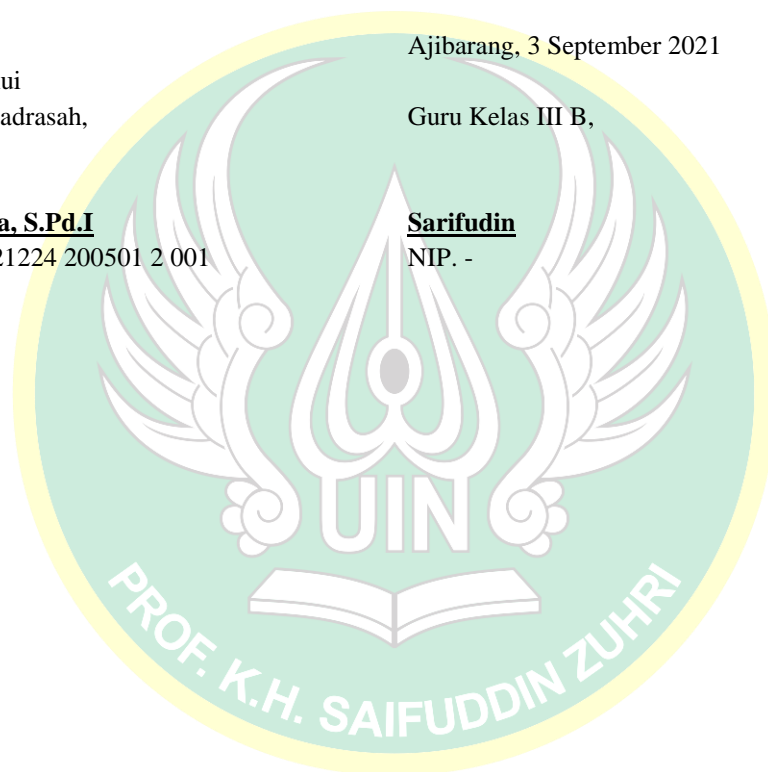 Ajibarang, 3 September 2021
ui
adrasah,
Guru Kelas III B,
a, S.Pd.I
Sarifudin
21224 200501 2 001
NIP. -
UIN
PROF. K.H. SAIFUDDIN ZUHRI